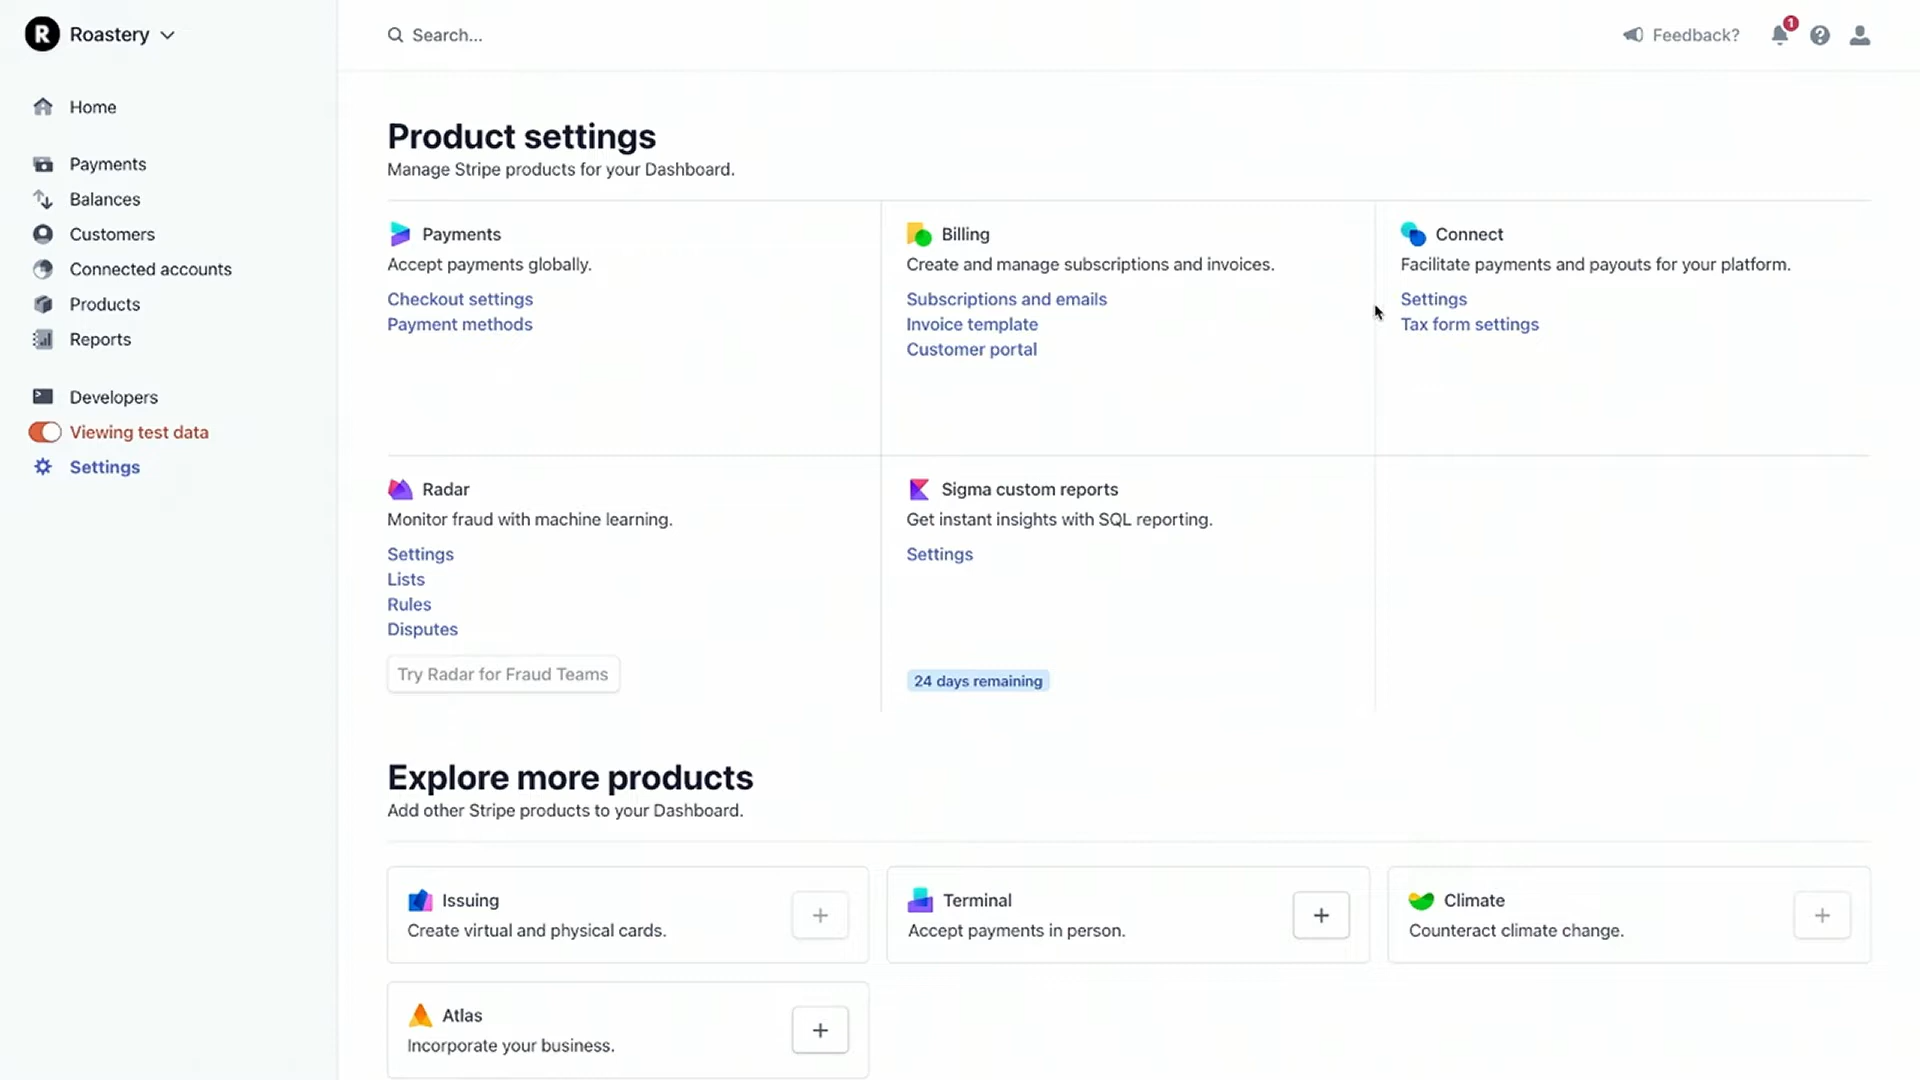 R Roastery
Search...
Feedback?
1
Home
Payments
Balances
Customers
Connected accounts
Products
Reports
Developers
Viewing test data
Settings
Product settings
Manage Stripe products for your Dashboard.
Payments
Accept payments globally.
Checkout settings
Payment methods
Billing
Create and manage subscriptions and invoices.
Subscriptions and emails
Invoice template
Customer portal
Connect
Facilitate payments and payouts for your platform.
Settings
Tax form settings
Radar
Monitor fraud with machine learning.
Settings
Lists
Rules
Disputes
Try Radar for Fraud Teams
Sigma custom reports
Get instant insights with SQL reporting.
Settings
24 days remaining
Explore more products
Add other Stripe products to your Dashboard.
Issuing
Create virtual and physical cards.
Terminal
Accept payments in person.
Climate
Counteract climate change.
Atlas
Incorporate your business.